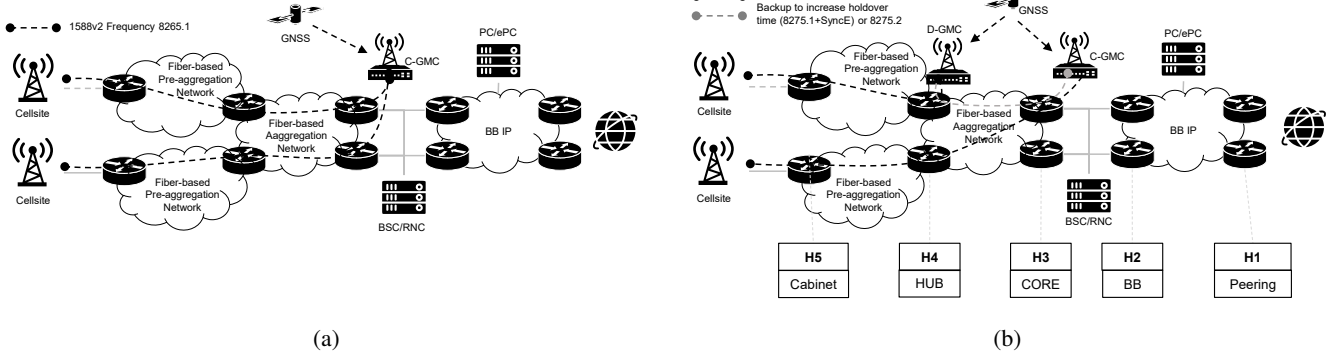 1588v2 Frequency 8265.1
GNSS
PC/ePC
C-GMC
Fiber-based
Pre-aggregation
Network
Cellsite
Fiber-based
Aaggregation
Network
BB IP
Cellsite
Fiber-based
Pre-aggregation
Network
BSC/RNC
(a)
Backup to increase holdover
time (8275.1+SyncE) or 8275.2
GNSS
D-GMC
PC/ePC
C-GMC
Fiber-based
Pre-aggregation
Network
Cellsite
Fiber-based
Aaggregation
Network
BB IP
Cellsite
Fiber-based
Pre-aggregation
Network
BSC/RNC
H5
H4
H3
H2
H1
Cabinet
HUB
CORE
BB
Peering
(b)